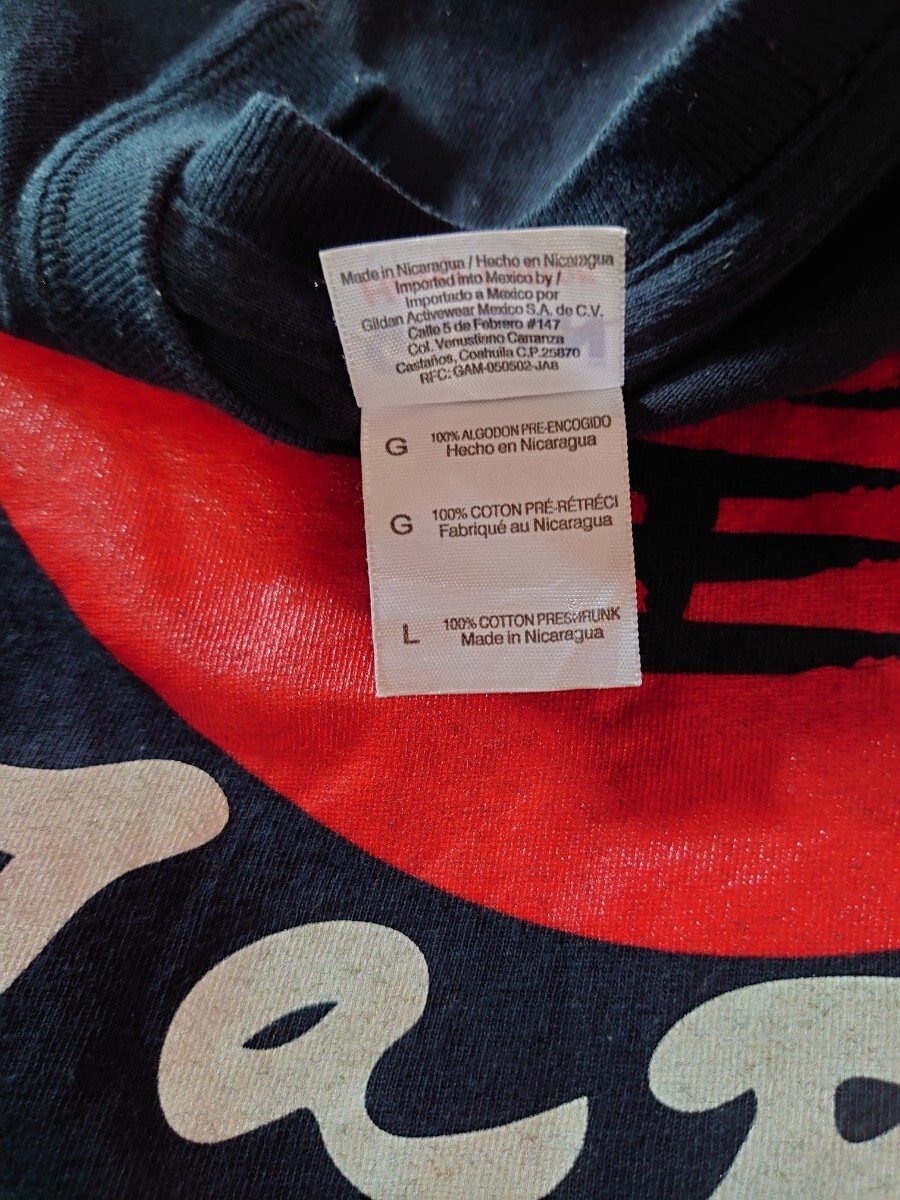 Made in Nicaragua / Hecho en Nicaragua
Imported into Mexico by /
Importado a Mexico por
Gildan Activewear Mexico S.A. de C.V.
Calle 5 de Febrero #147
Col. Venustiano Carranza
Castaños, Coahuila C.P.25870
RFC: GAM-050502-JA8
G 100% ALGODON PRE-ENCOGIDO
Hecho en Nicaragua
G 100% COTON PRÉ-RÉTRÉCI
Fabriqué au Nicaragua
L 100% COTTON PRESHRUNK
Made in Nicaragua